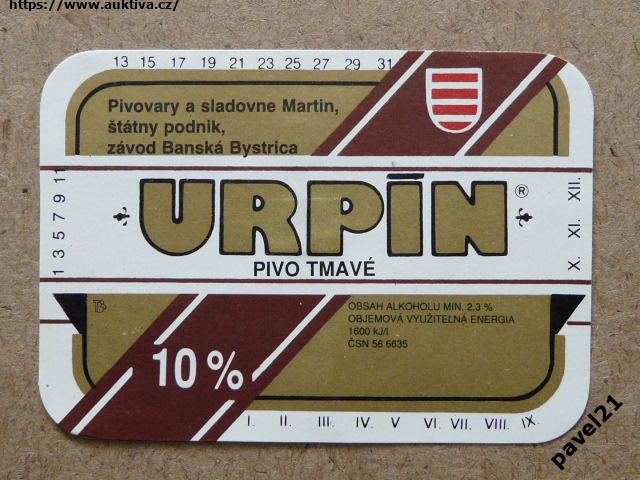 https://www.auktiva.cz/
13 15 17 19 21 23 25 27 29 31
Pivovary a sladovne Martin,
štátny podnik,
závod Banská Bystrica
1 3 5 7 9 11
URPÍN ®
PIVO TMAVÉ
X. XI. XII.
OBSAH ALKOHOLU MIN. 2,3 %
OBJEMOVÁ VYUŽITEĽNÁ ENERGIA
1600 kJ/l
ČSN 56 6635
10 %
I. II. III. IV. V VI. VII. VIII. IX.
pavel21